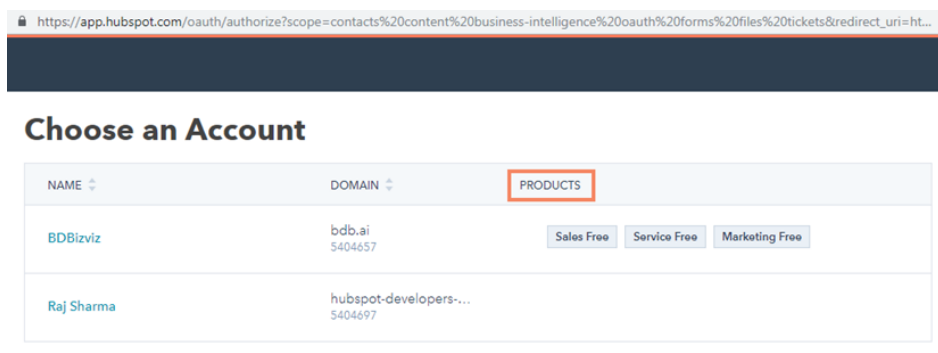 https://app.hubspot.com/oauth/authorize?scope=contacts%20content%20business-intelligence%20oauth%20forms%20files%20tickets&redirect_uri=ht...
Choose an Account
NAME DOMAIN PRODUCTS
BDBizviz bdb.ai Sales Free Service Free Marketing Free
5404657
Raj Sharma hubspot-developers-...
5404697